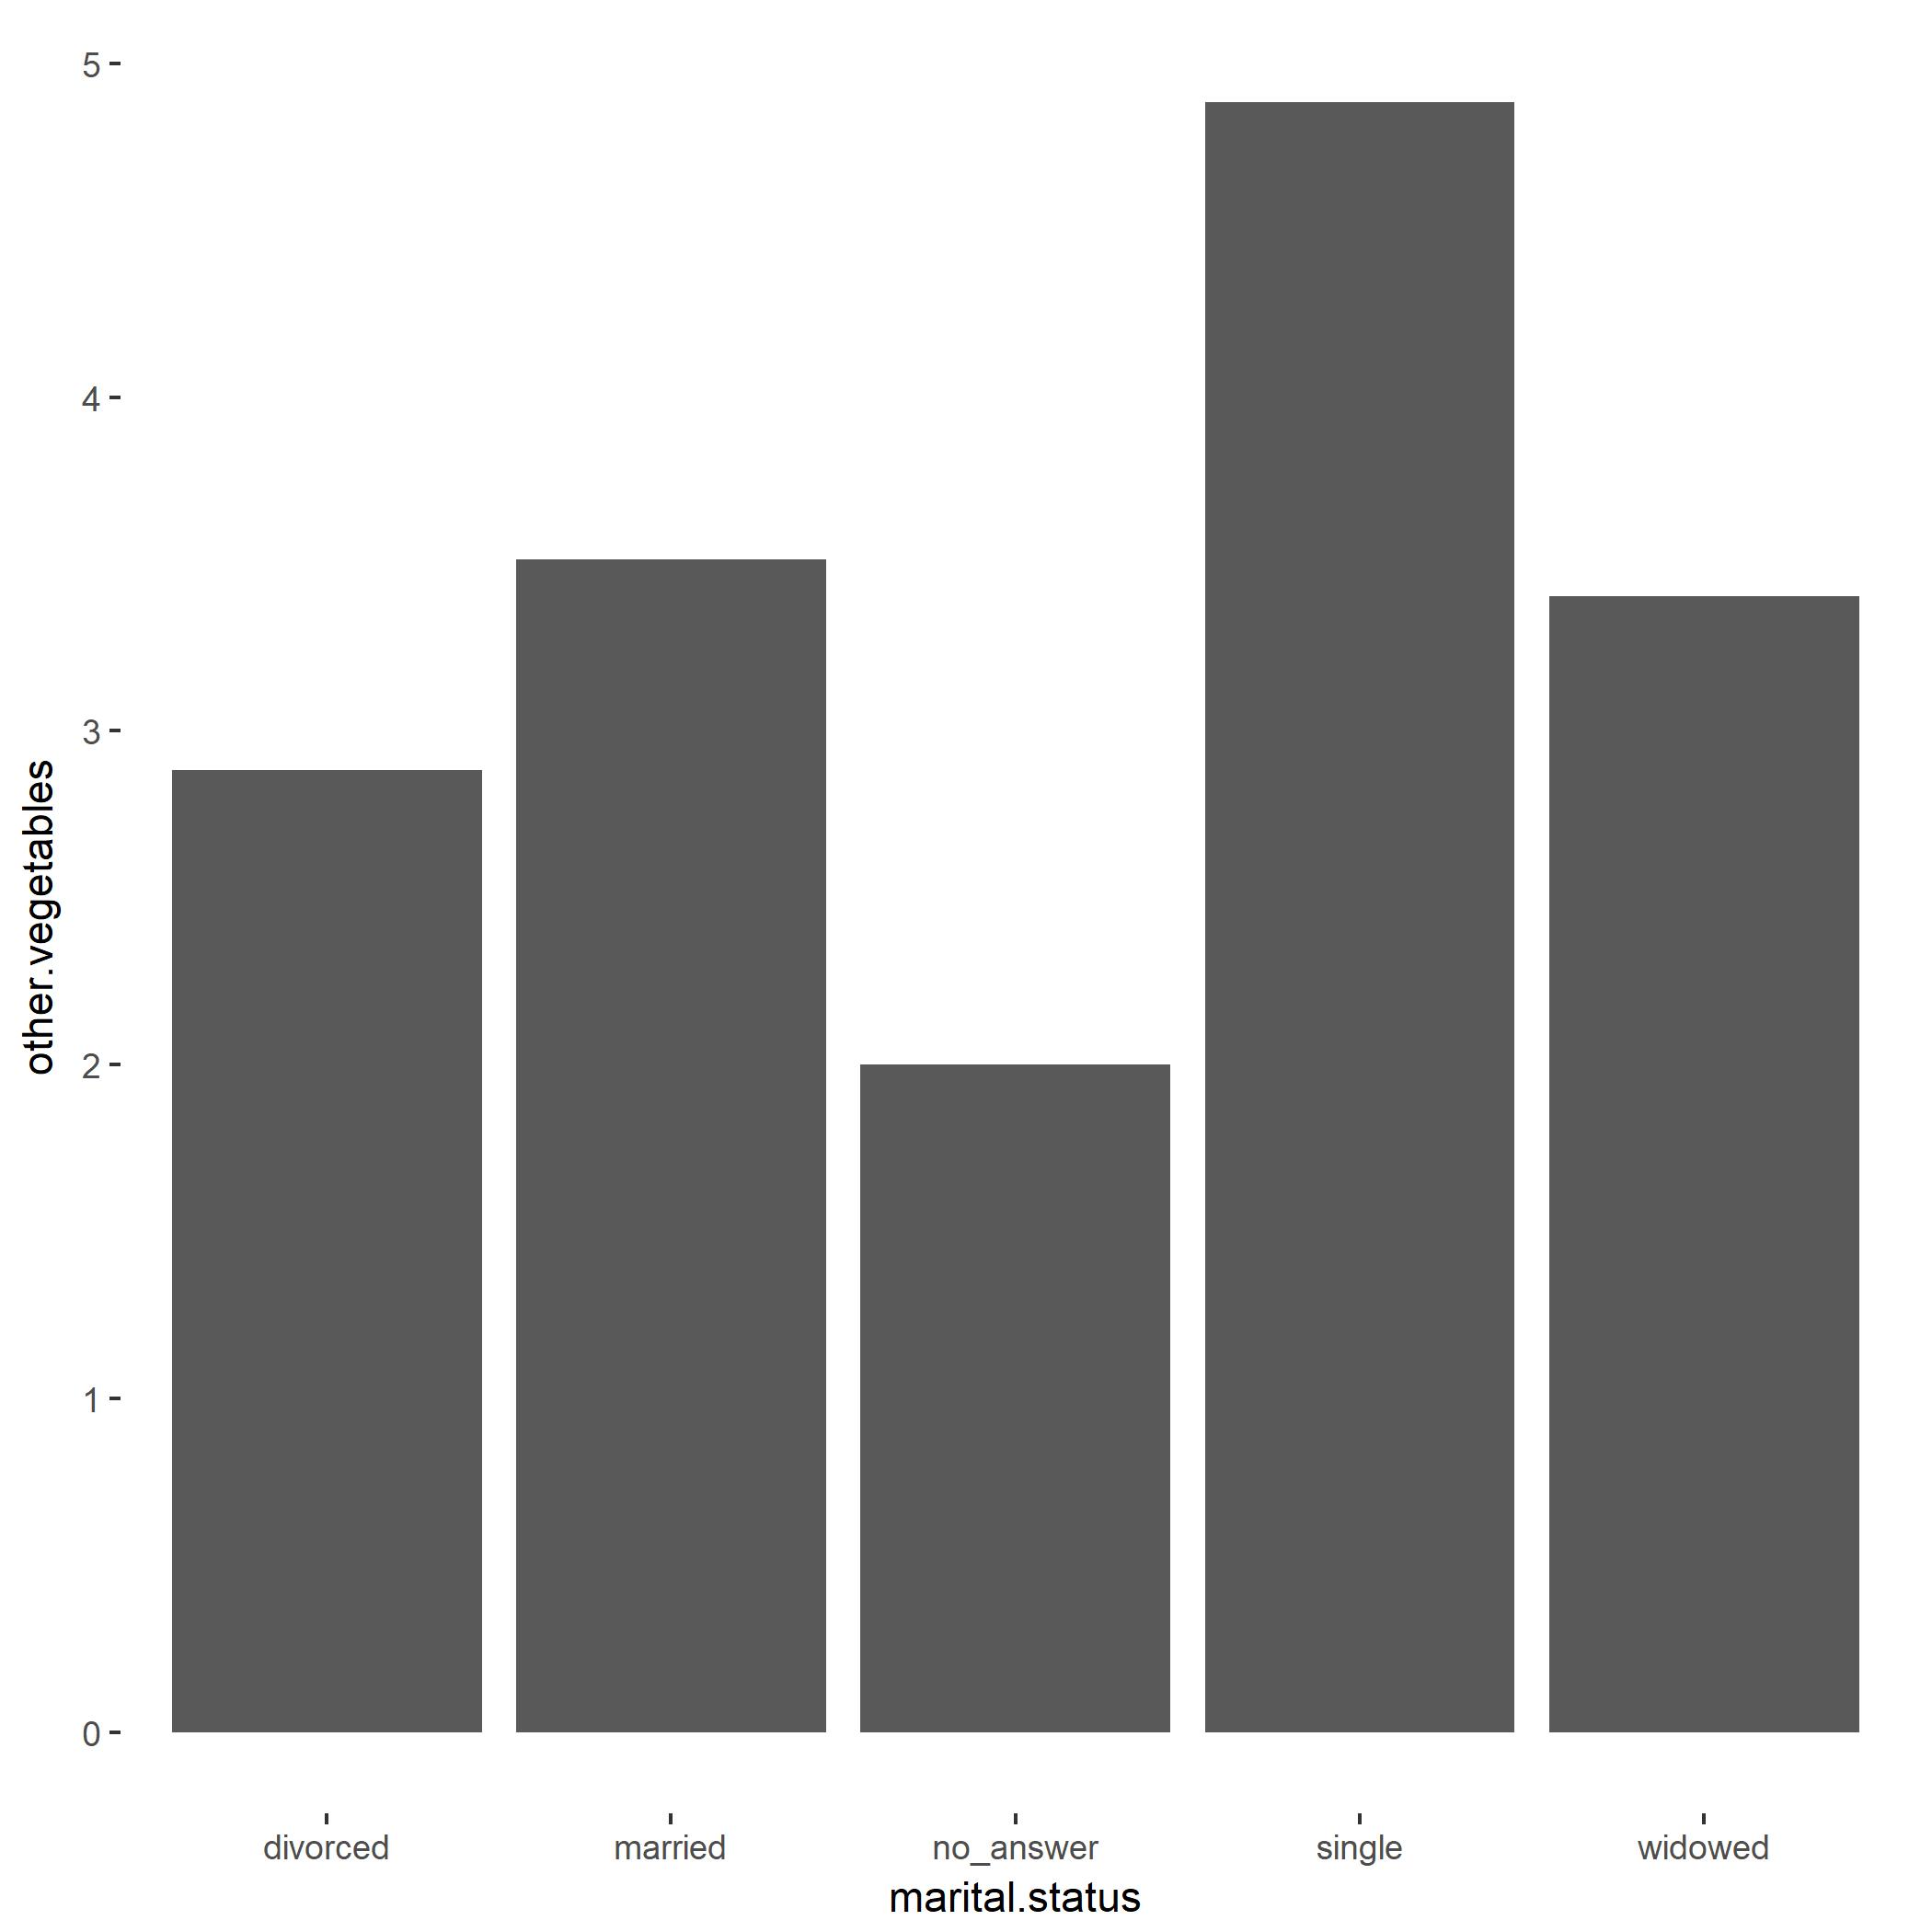 5
4
3
2
1
0
other.vegetables
divorced married no_answer single widowed
marital.status